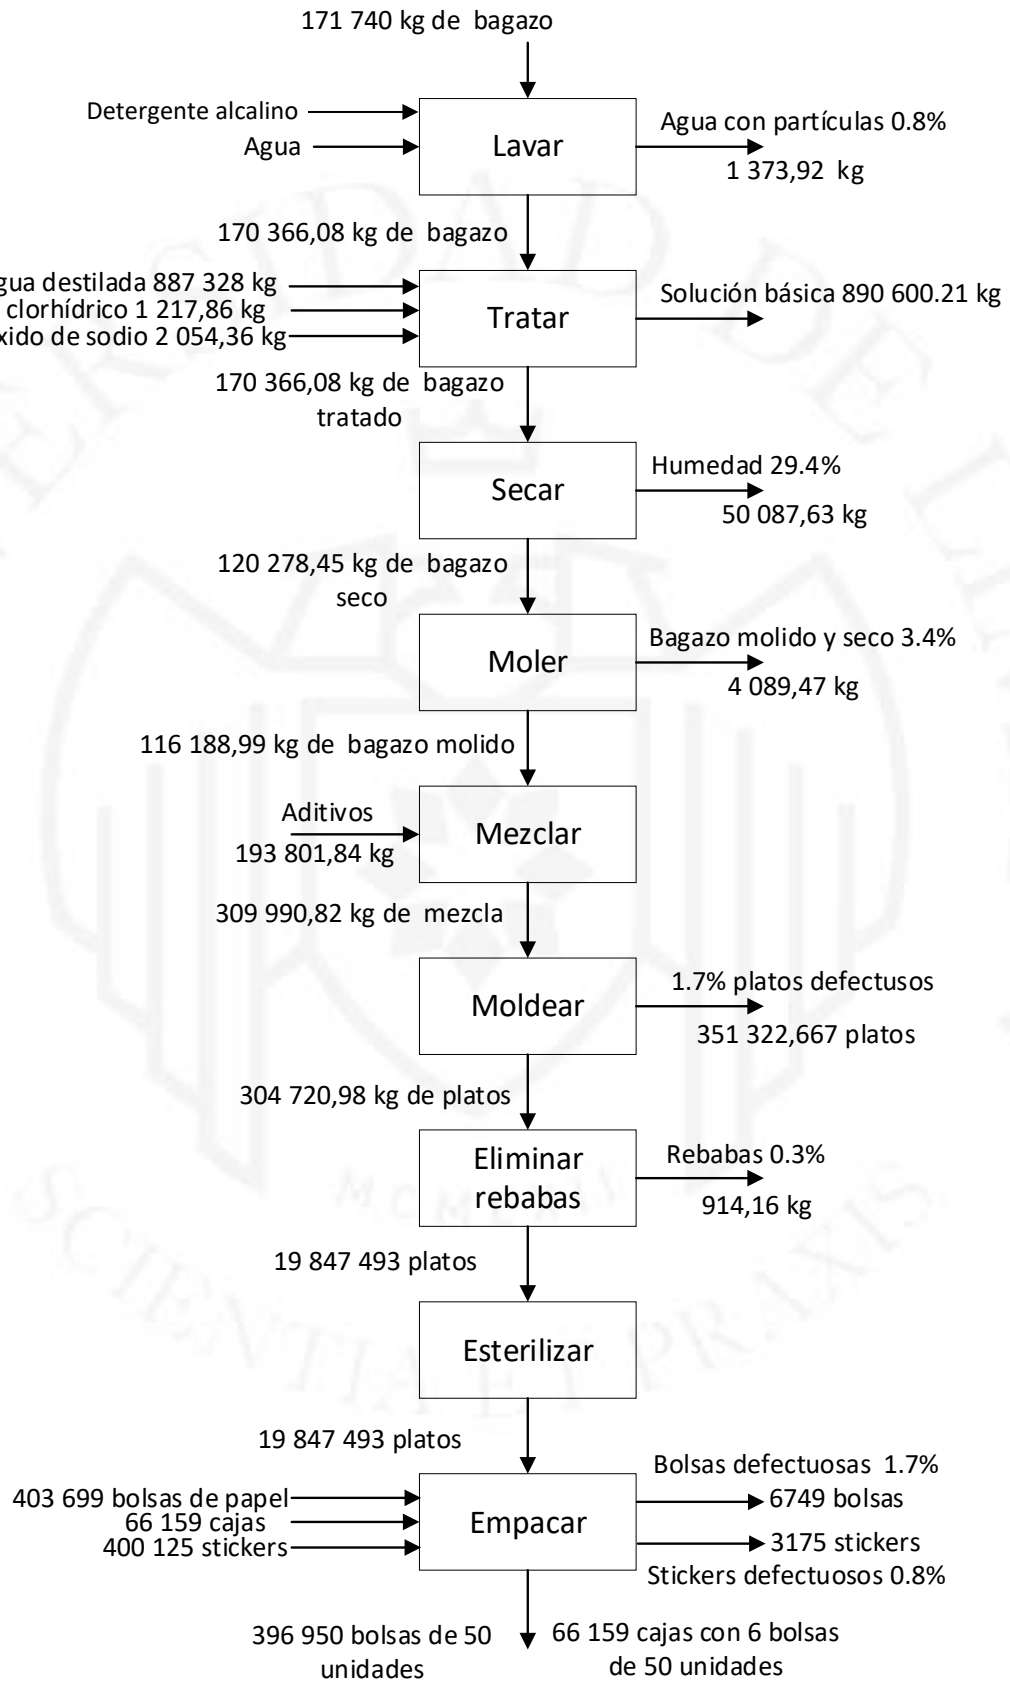 171 740 kg de bagazo
Detergente alcalino
Agua
Lavar
Agua con partículas 0.8%
1 373,92 kg
170 366,08 kg de bagazo
gua destilada 887 328 kg
clorhídrico 1 217,86 kg
xido de sodio 2 054,36 kg
Tratar
Solución básica 890 600.21 kg
170 366,08 kg de bagazo
tratado
Secar
Humedad 29.4%
50 087,63 kg
120 278,45 kg de bagazo
seco
Moler
Bagazo molido y seco 3.4%
4 089,47 kg
116 188,99 kg de bagazo molido
Aditivos
193 801,84 kg
Mezclar
309 990,82 kg de mezcla
Moldear
1.7% platos defectusos
351 322,667 platos
304 720,98 kg de platos
Eliminar
rebabas
Rebabas 0.3%
914,16 kg
19 847 493 platos
Esterilizar
19 847 493 platos
403 699 bolsas de papel
66 159 cajas
400 125 stickers
Empacar
Bolsas defectuosas 1.7%
6749 bolsas
3175 stickers
Stickers defectuosos 0.8%
396 950 bolsas de 50
unidades
66 159 cajas con 6 bolsas
de 50 unidades
SCIENTIA ET PRAXIS